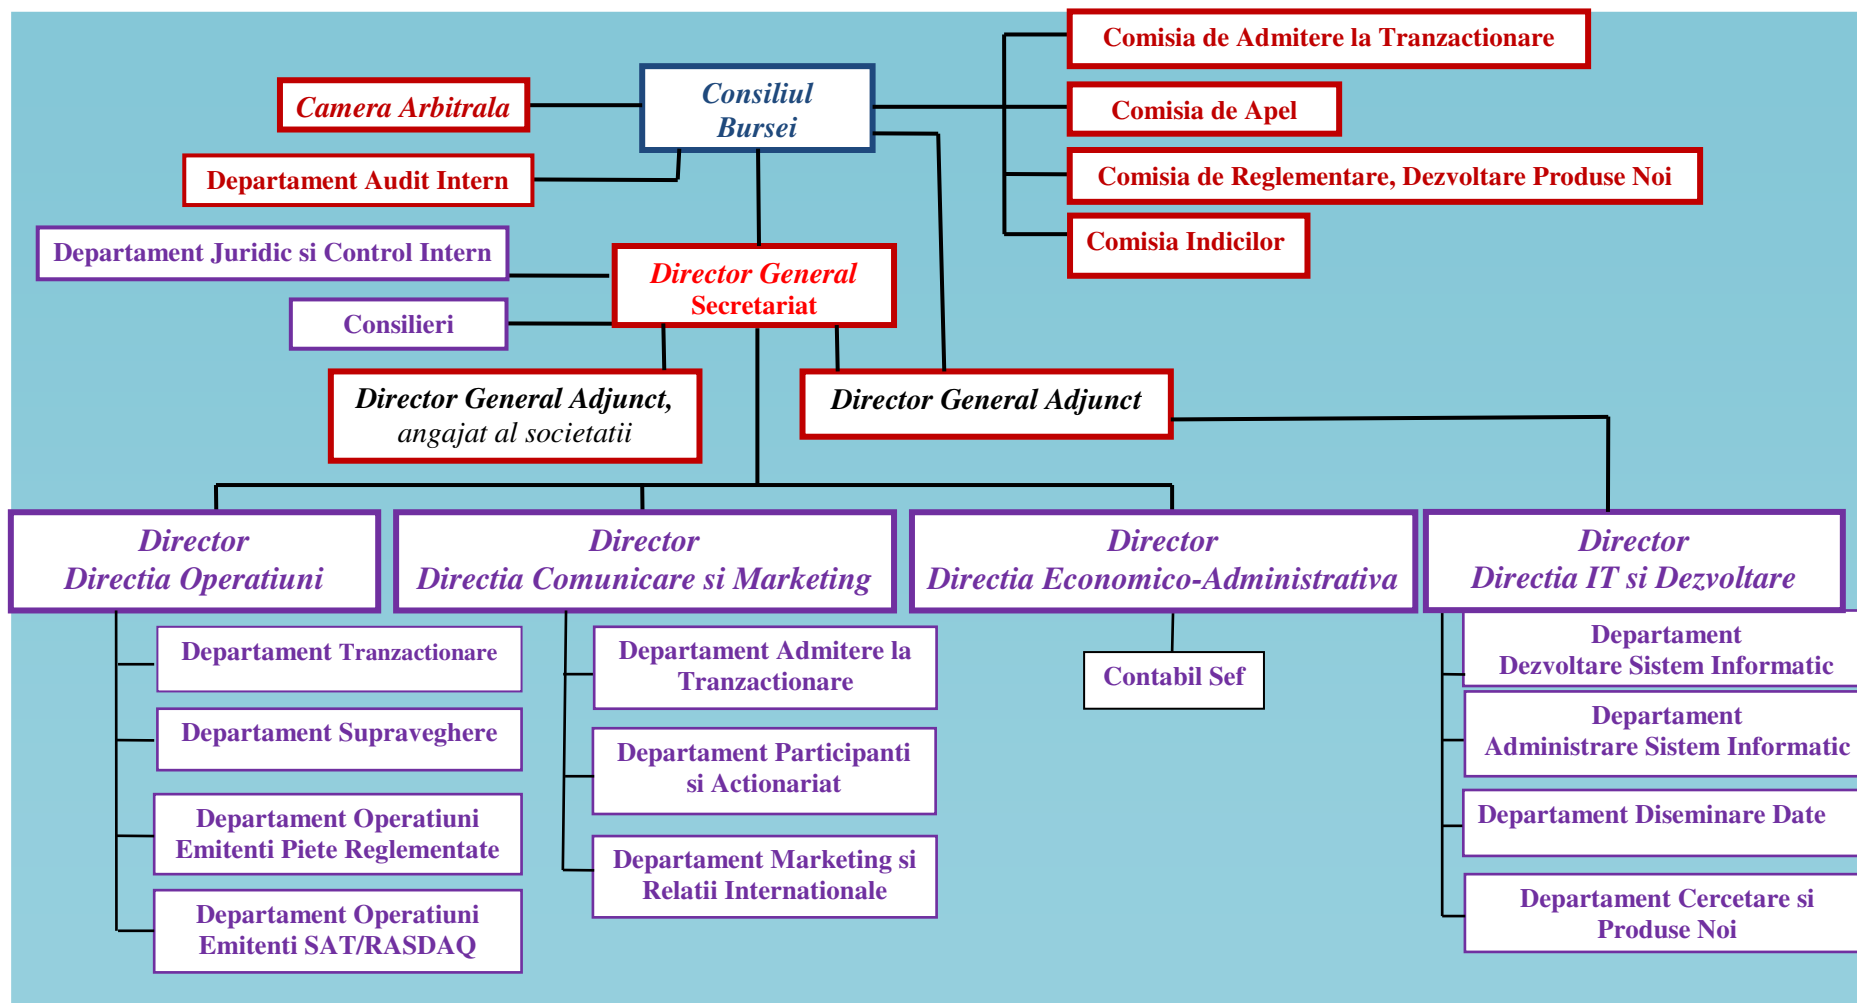 Comisia de Admitere la Tranzactionare
Consiliul
Bursei
Camera Arbitrala
Comisia de Apel
Departament Audit Intern
Comisia de Reglementare, Dezvoltare Produse Noi
Departament Juridic si Control Intern
Comisia Indicilor
Director General
Secretariat
Consilieri
Director General Adjunct,
angajat al societatii
Director General Adjunct
Director
Directia Operatiuni
Director
Directia Comunicare si Marketing
Director
Directia Economico-Administrativa
Director
Directia IT si Dezvoltare
Departament Tranzactionare
Departament Supraveghere
Departament Operatiuni
Emitenti Piete Reglementate
Departament Operatiuni
Emitenti SAT/RASDAQ
Departament Admitere la
Tranzactionare
Departament Participanti
si Actionariat
Departament Marketing si
Relatii Internationale
Contabil Sef
Departament
Dezvoltare Sistem Informatic
Departament
Administrare Sistem Informatic
Departament Diseminare Date
Departament Cercetare si
Produse Noi